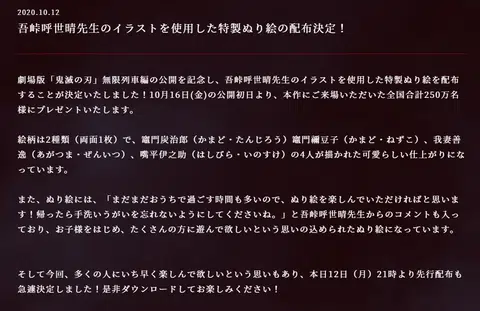 2020.10.12
吾峠呼世晴先生のイラストを使用した特製ぬり絵の配布決定！
劇場版「鬼滅の刃」無限列車編の公開を記念し、吾峠呼世晴先生のイラストを使用した特製ぬり絵を配布
することが決定いたしました！10月16日(金)の公開初日より、本作にご来場いただいた全国合計250万名
様にプレゼントいたします。
絵柄は2種類（両面1枚）で、竈門炭治郎（かまど・たんじろう）竈門禰豆子（かまど・ねずこ）、我妻善
逸（あがつま・ぜんいつ）、嘴平伊之助（はしびら・いのすけ）の4人が描かれた可愛らしい仕上がりにな
っています。
また、ぬり絵には、「まだまだおうちで過ごす時間も多いので、ぬり絵を楽しんでいただければと思いま
す！帰ったら手洗いうがいを忘れないようにしてくださいね。」と吾峠呼世晴先生からのコメントも入っ
ており、お子様をはじめ、たくさんの方に遊んで欲しいという思いの込められたぬり絵になっています。
そして今回、多くの人にいち早く楽しんで欲しいという思いもあり、本日12日（月）21時より先行配布も
急遽決定しました！是非ダウンロードしてお楽しみください！